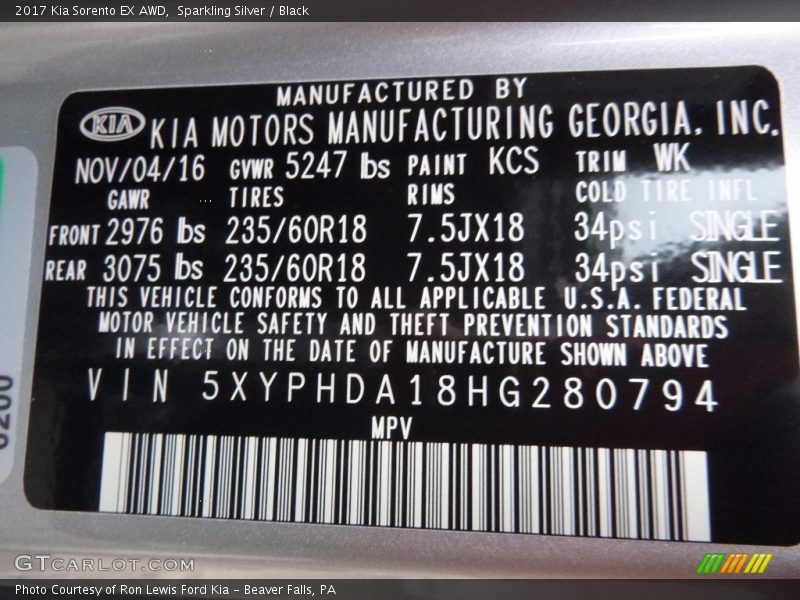 2017 Kia Sorento EX AWD, Sparkling Silver / Black
MANUFACTURED BY
KIA KIA MOTORS MANUFACTURING GEORGIA, INC.
NOV/04/16 GVWR 5247 lbs PAINT KCS TRIM WK
GAWR TIRES RIMS COLD TIRE INFL
FRONT 2976 lbs 235/60R18 7.5JX18 34psi SINGLE
REAR 3075 lbs 235/60R18 7.5JX18 34psi SINGLE
THIS VEHICLE CONFORMS TO ALL APPLICABLE U.S.A. FEDERAL
MOTOR VEHICLE SAFETY AND THEFT PREVENTION STANDARDS
IN EFFECT ON THE DATE OF MANUFACTURE SHOWN ABOVE
VIN 5XYPHDA18HG280794
MPV
GTCARLOT.COM
Photo Courtesy of Ron Lewis Ford Kia – Beaver Falls, PA